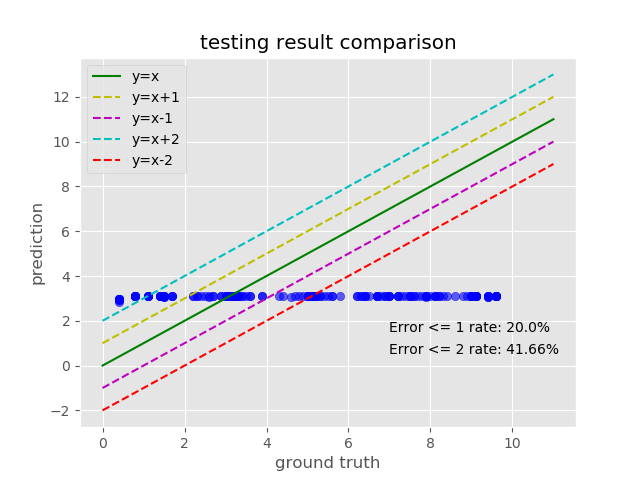 testing result comparison
y=x
y=x+1
y=x-1
y=x+2
y=x-2
12
10
8
6
4
2
0
−2
prediction
Error <= 1 rate: 20.0%
Error <= 2 rate: 41.66%
0 2 4 6 8 10
ground truth